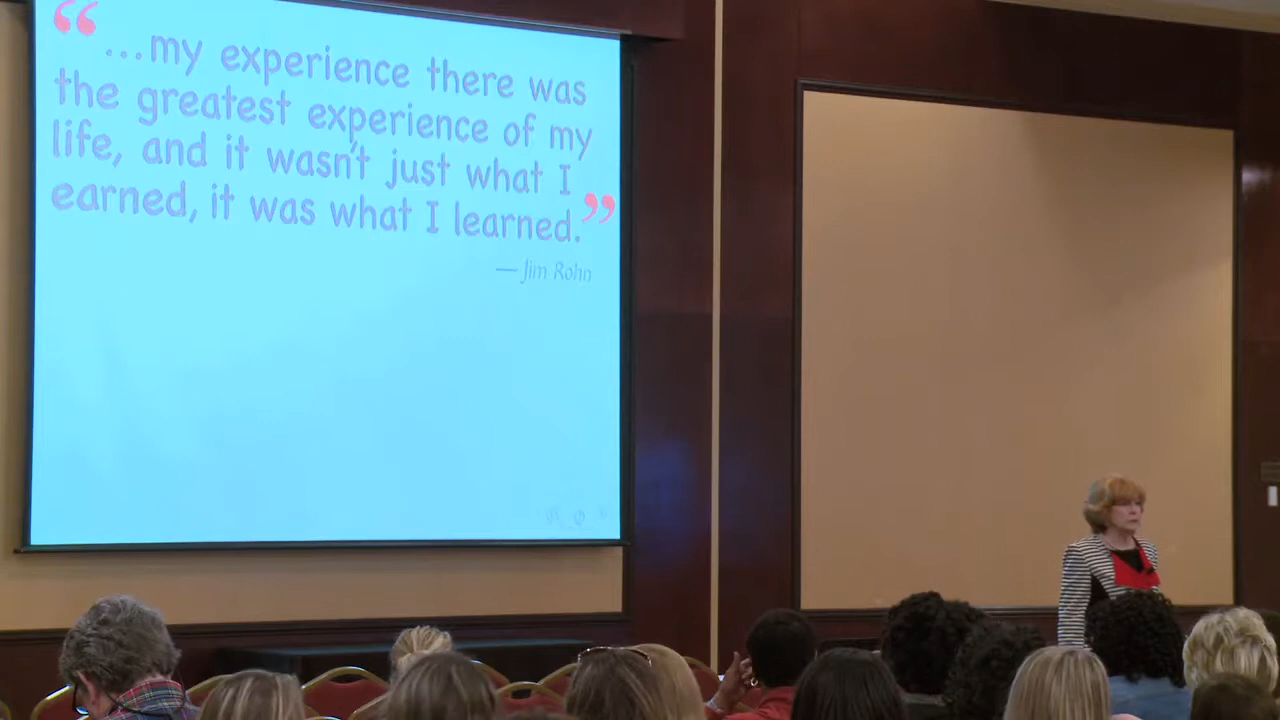 “ …my experience there was
the greatest experience of my
life, and it wasn't just what I
earned, it was what I learned. ”
— Jim Rohn